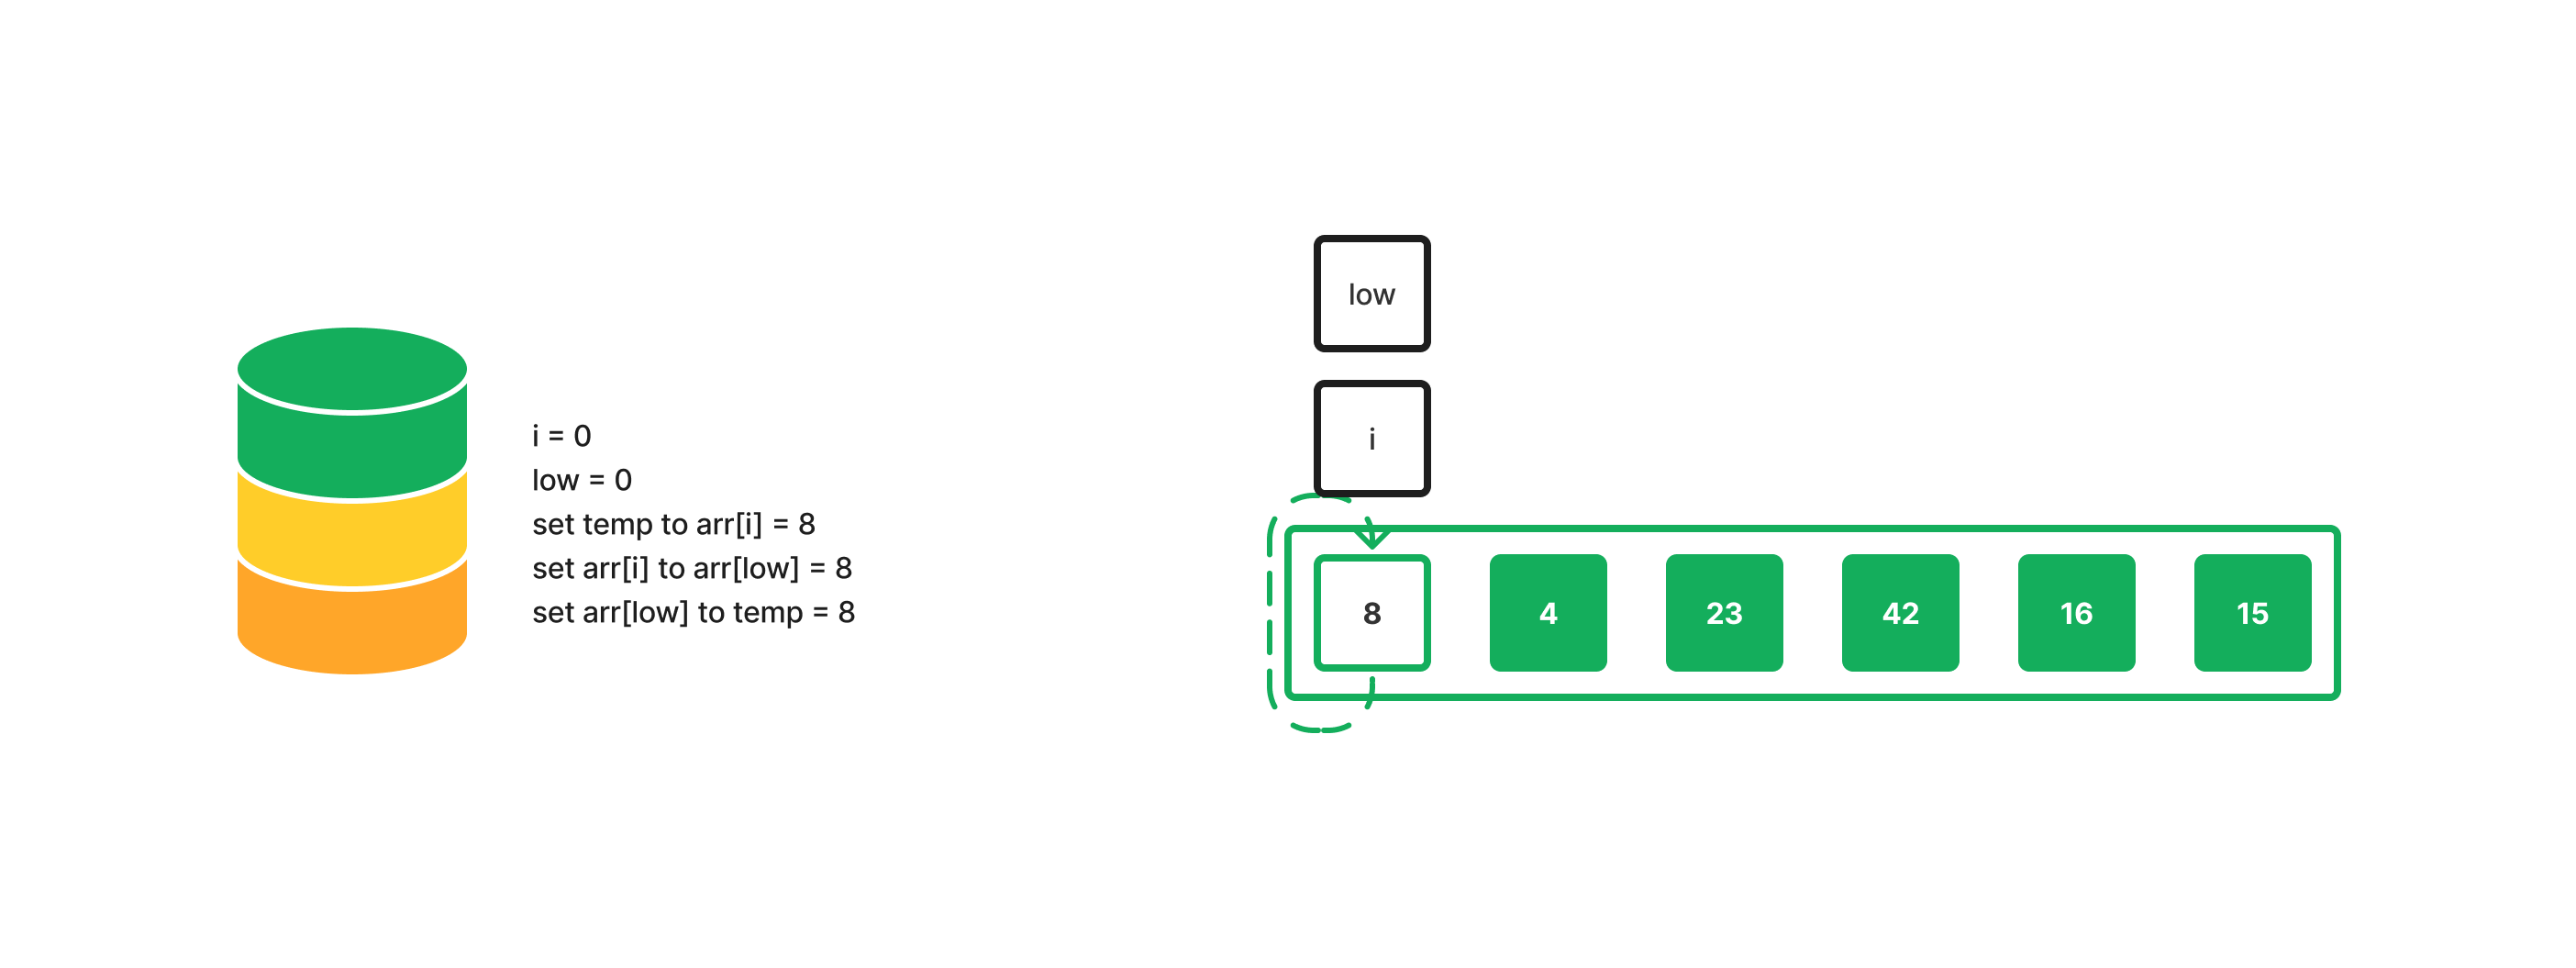 i = 0
low = 0
set temp to arr[i] = 8
set arr[i] to arr[low] = 8
set arr[low] to temp = 8
low
i
8 4 23 42 16 15